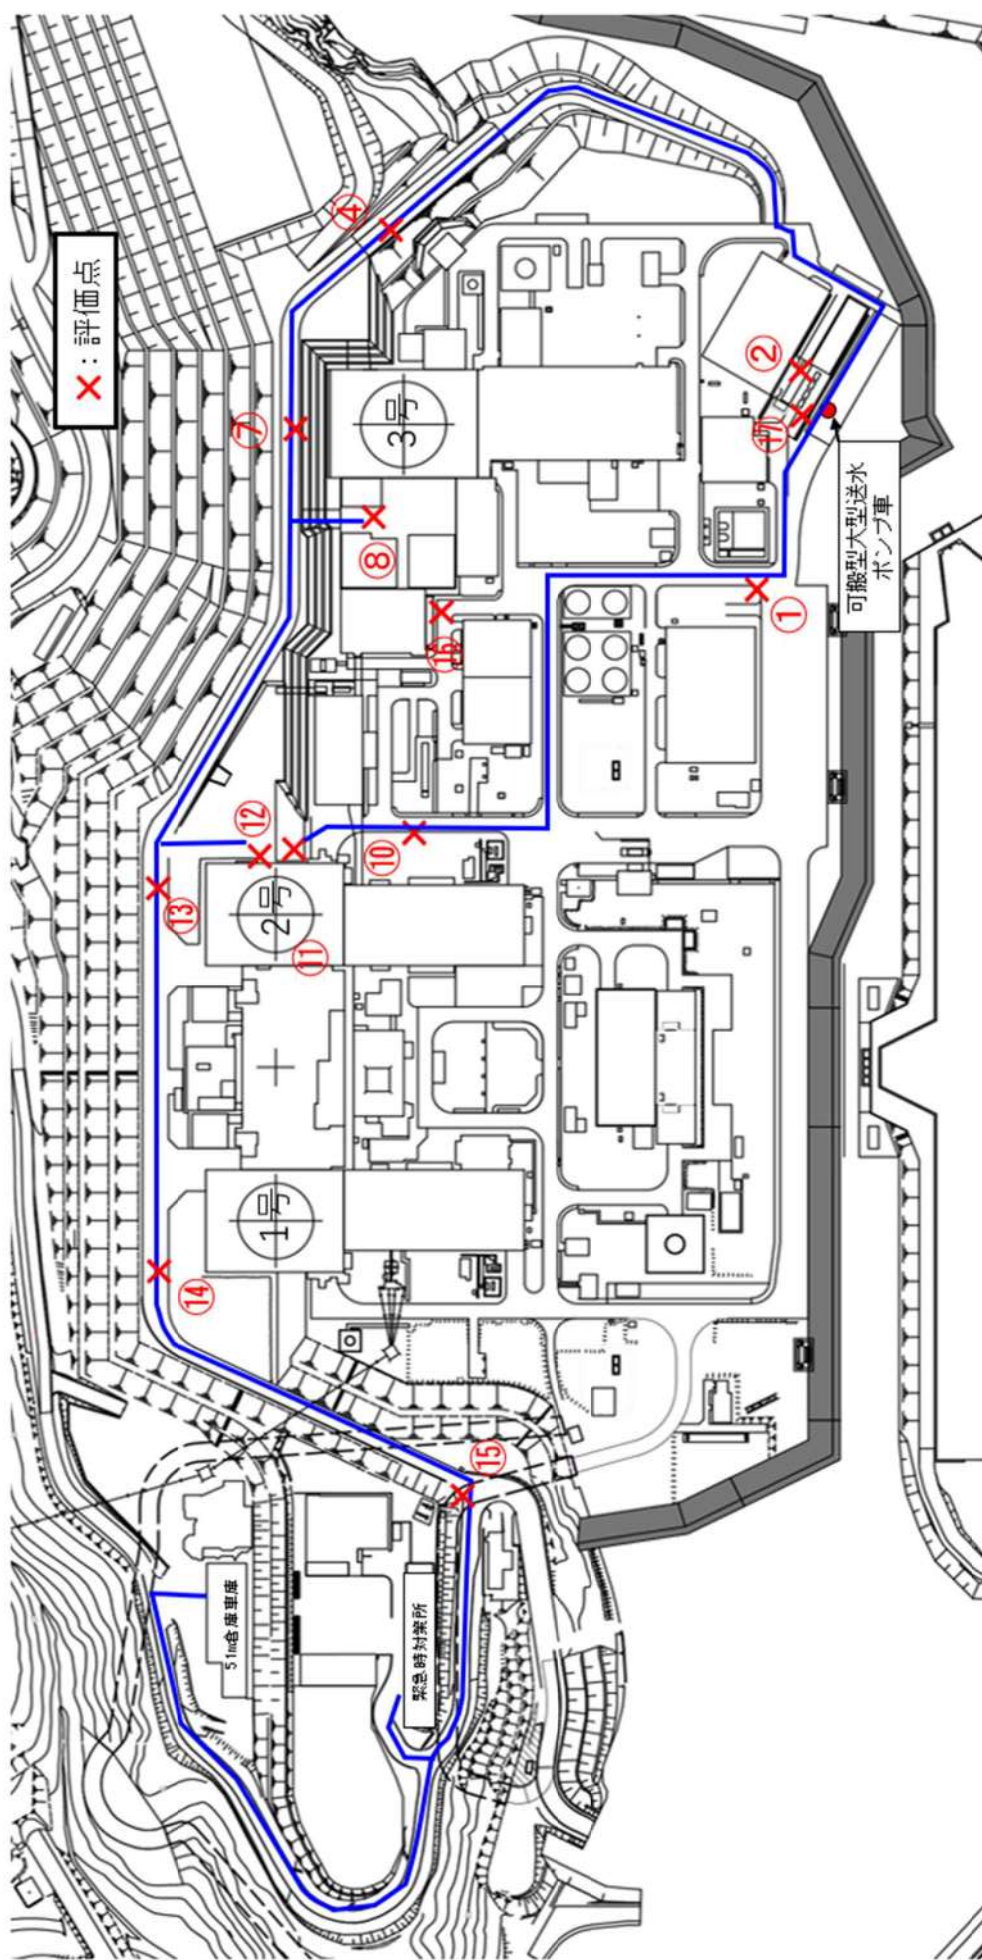 ×：評価点
④
⑦
②
⑰
3号
⑧
可搬型大型送水
ポンプ車
①
⑯
⑫
⑩
⑬
2号
⑪
1号
⑭
⑮
51m倉庫車庫
緊急時対策所